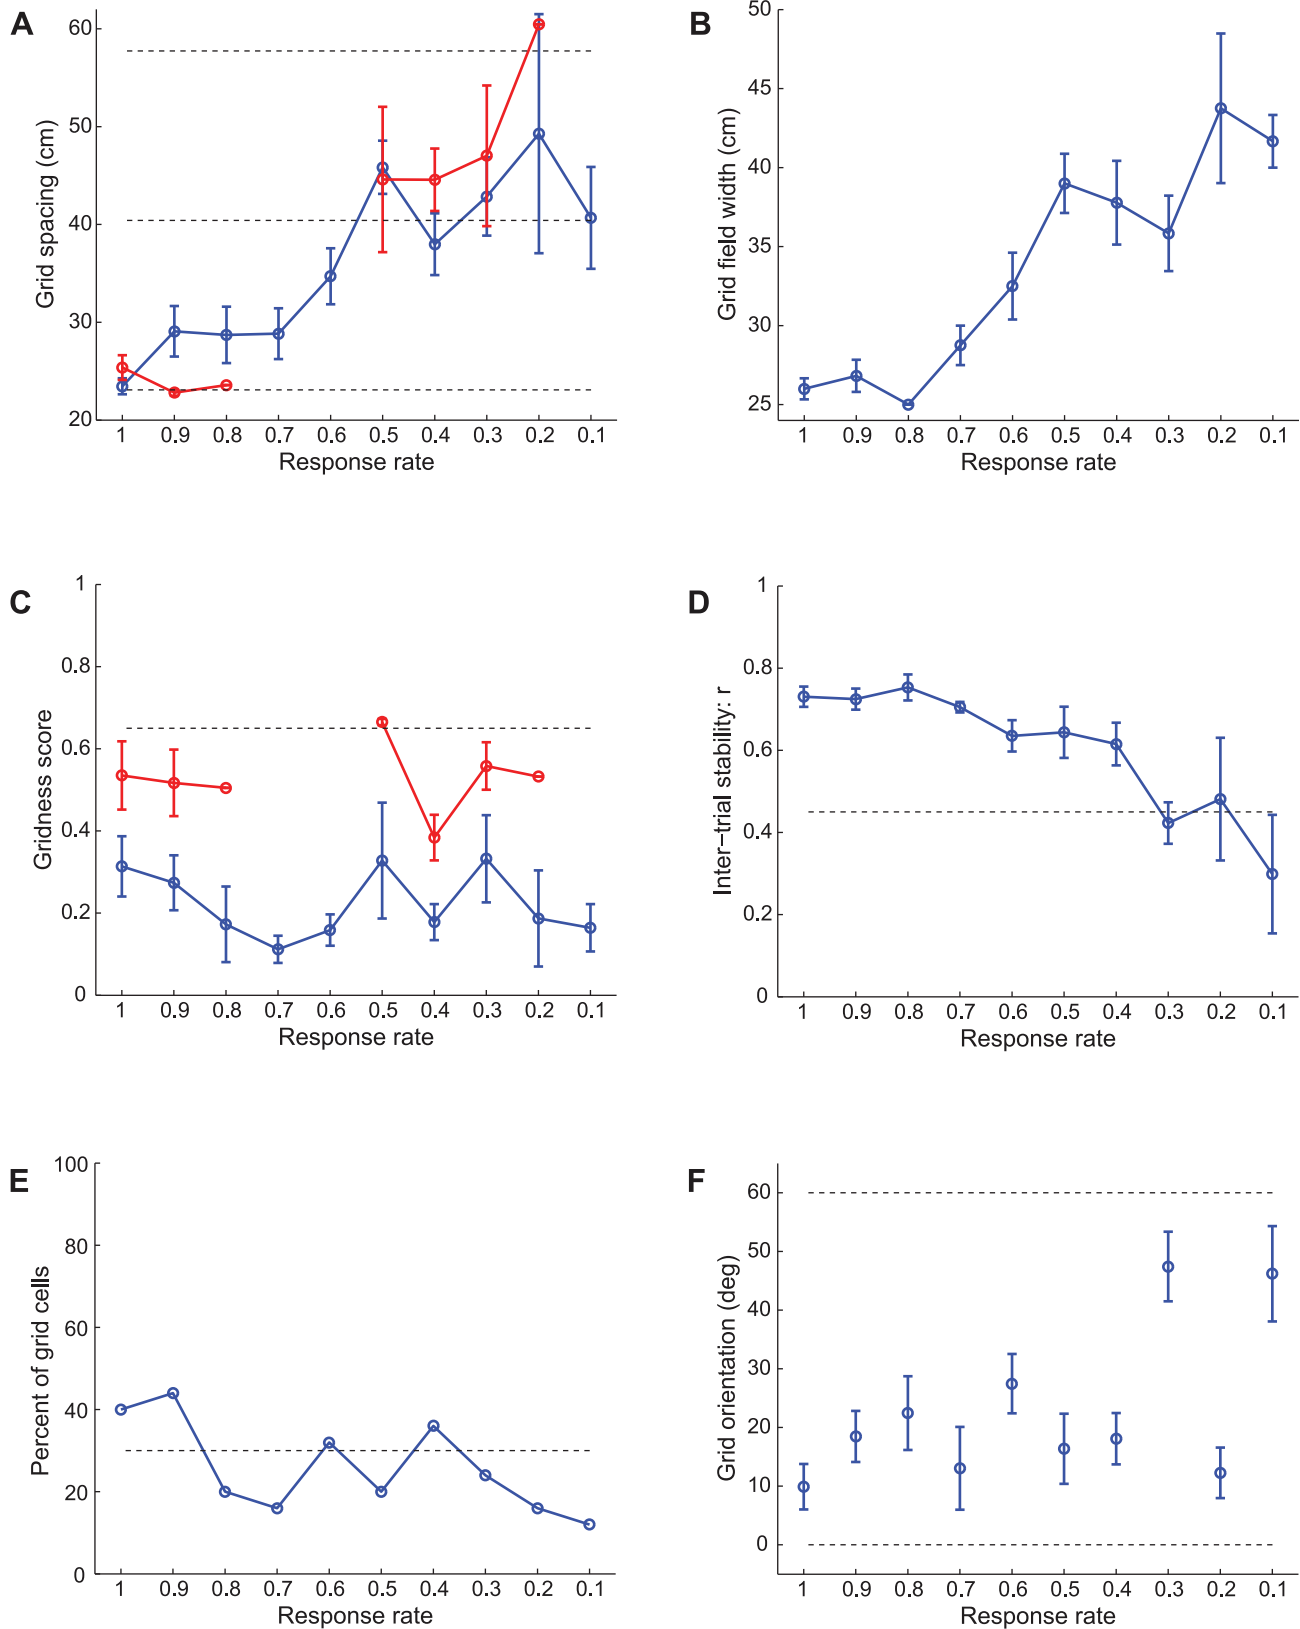 A
Grid spacing (cm)
60
50
40
30
20
1 0.9 0.8 0.7 0.6 0.5 0.4 0.3 0.2 0.1
Response rate
B
Grid field width (cm)
50
45
40
35
30
25
1 0.9 0.8 0.7 0.6 0.5 0.4 0.3 0.2 0.1
Response rate
C
Gridness score
1
0.8
0.6
0.4
0.2
0
1 0.9 0.8 0.7 0.6 0.5 0.4 0.3 0.2 0.1
Response rate
D
Inter−trial stability: r
1
0.8
0.6
0.4
0.2
0
1 0.9 0.8 0.7 0.6 0.5 0.4 0.3 0.2 0.1
Response rate
E
Percent of grid cells
100
80
60
40
20
0
1 0.9 0.8 0.7 0.6 0.5 0.4 0.3 0.2 0.1
Response rate
F
Grid orientation (deg)
60
50
40
30
20
10
0
1 0.9 0.8 0.7 0.6 0.5 0.4 0.3 0.2 0.1
Response rate